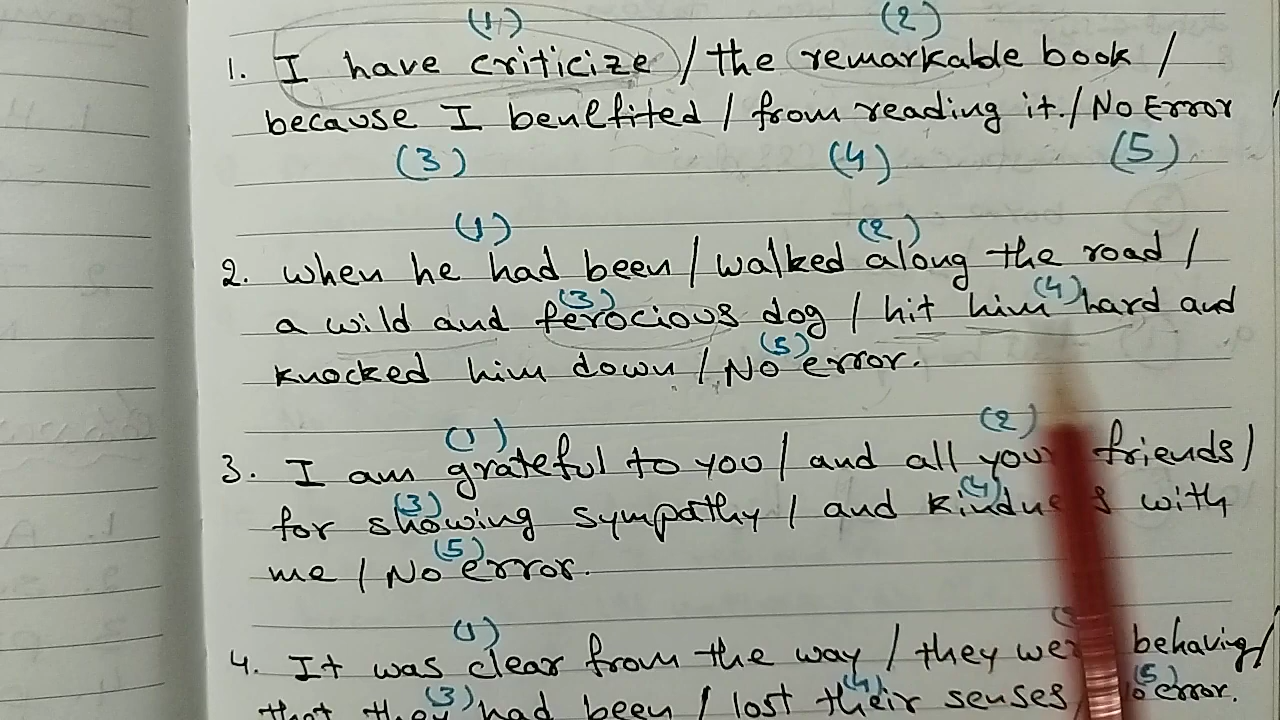 (1) (2)
1. I have criticize / the remarkable book /
because I benefited / from reading it. / No Error
(3) (4) (5)
(1) (2)
2. when he had been / walked along the road /
(3) (4)
a wild and ferocious dog / hit him hard and
(5)
knocked him down / No error.
(1) (2)
3. I am grateful to you / and all your friends /
(3) (4)
for showing sympathy / and with
(5)
me / No error.
(1)
4. It was clear from the way / they behaving /
(3) (4) (5)
that they had been / lost their senses / error.